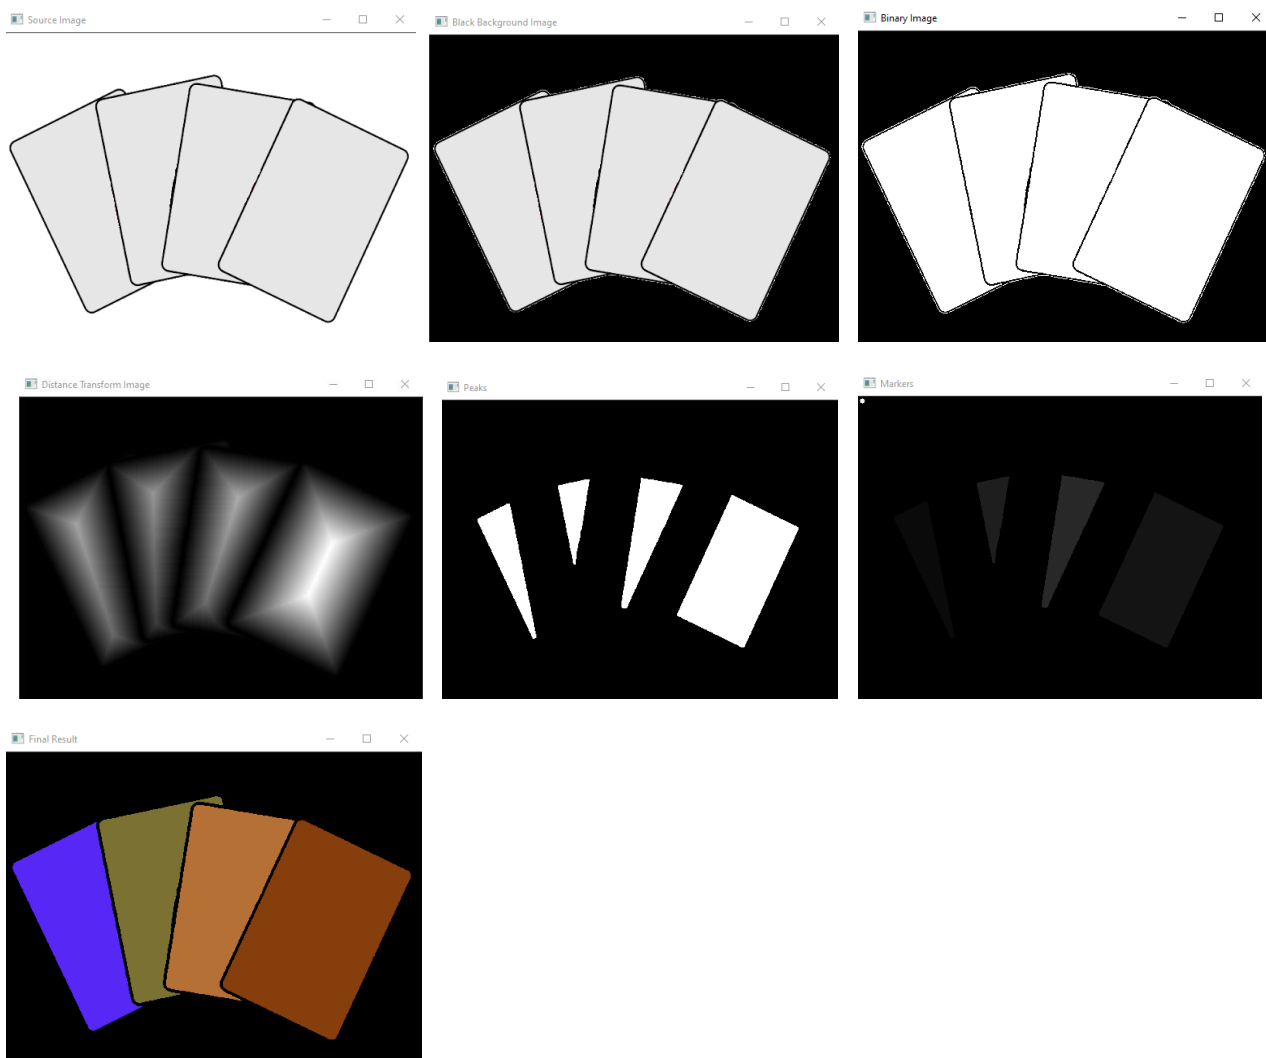 Source Image
Black Background Image
Binary Image
Distance Transform Image
Peaks
Markers
Final Result